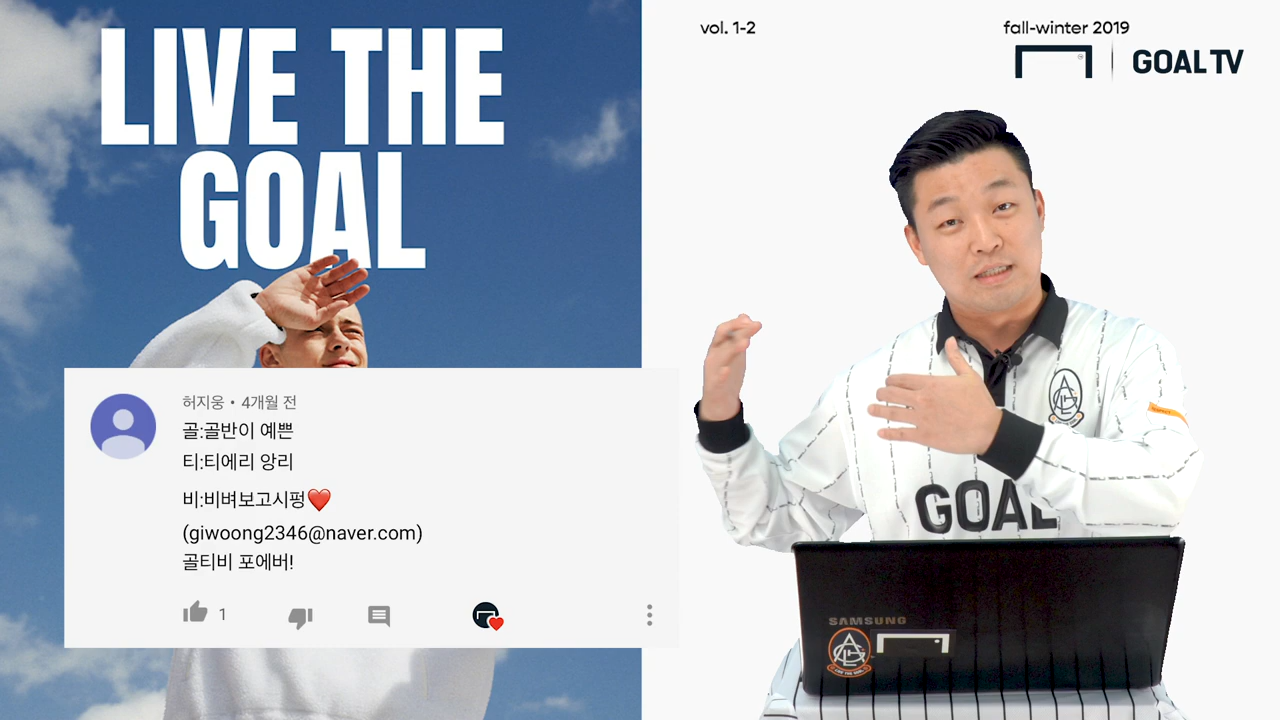 LIVE THE
GOAL
vol. 1-2
fall-winter 2019
GOAL TV
허지웅 • 4개월 전
골:골반이 예쁜
티:티에리 앙리
비:비벼보고시펑❤️
(giwoong2346@naver.com)
골티비 포에버!
1
GOAL
SAMSUNG